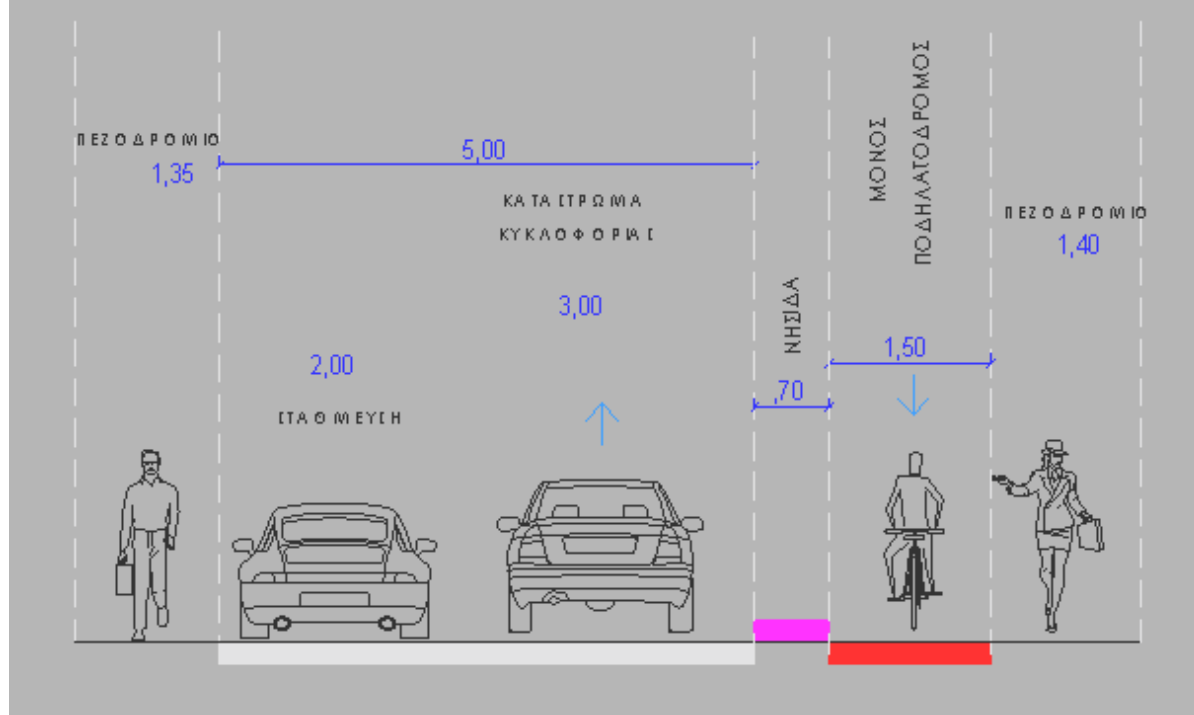 ΠΕΖΟΔΡΟΜΙΟ
1,35
5,00
ΚΑΤΑΣΤΡΩΜΑ
ΚΥΚΛΟΦΟΡΙΑΣ
3,00
2,00
ΣΤΑΘΜΕΥΣΗ
ΝΗΣΙΔΑ
,70
ΜΟΝΟΣ
ΠΟΔΗΛΑΤΟΔΡΟΜΟΣ
1,50
ΠΕΖΟΔΡΟΜΙΟ
1,40